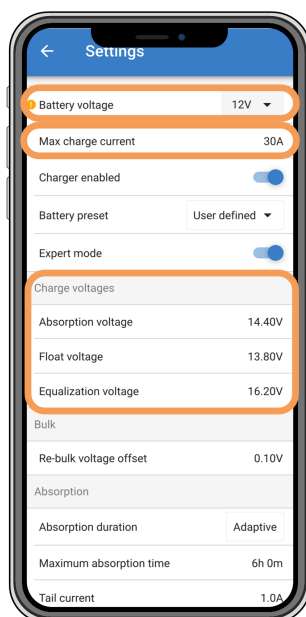 Settings
Battery voltage 12V
Max charge current 30A
Charger enabled
Battery preset User defined
Expert mode
Charge voltages
Absorption voltage 14.40V
Float voltage 13.80V
Equalization voltage 16.20V
Bulk
Re-bulk voltage offset 0.10V
Absorption
Absorption duration Adaptive
Maximum absorption time 6h 0m
Tail current 1.0A